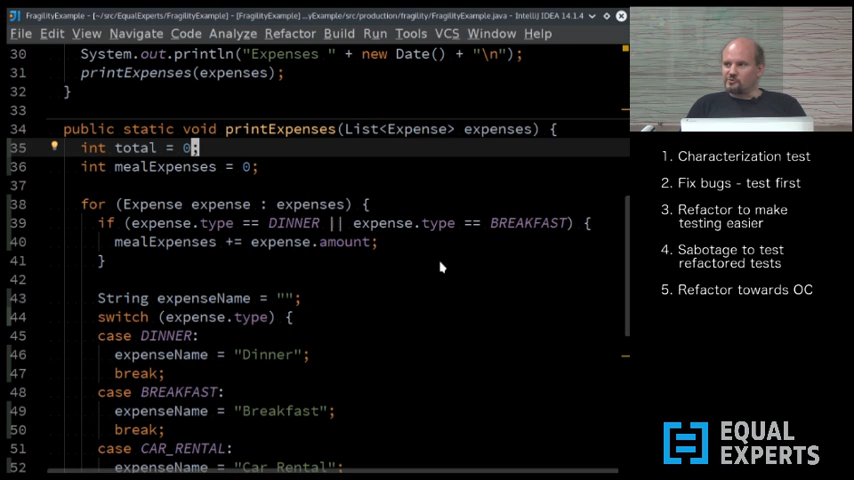 FragilityExample - [~/src/EqualExperts/FragilityExample] - [FragilityExample] - ...yExample/src/production/fragility/FragilityExample.java - IntelliJ IDEA 14.1.4
File Edit View Navigate Code Analyze Refactor Build Run Tools VCS Window Help
30 System.out.println("Expenses " + new Date() + "\n");
31 printExpenses(expenses);
32 }
33
34 public static void printExpenses(List<Expense> expenses) {
35 int total = 0;
36 int mealExpenses = 0;
37
38 for (Expense expense : expenses) {
39 if (expense.type == DINNER || expense.type == BREAKFAST) {
40 mealExpenses += expense.amount;
41 }
42
43 String expenseName = "";
44 switch (expense.type) {
45 case DINNER:
46 expenseName = "Dinner";
47 break;
48 case BREAKFAST:
49 expenseName = "Breakfast";
50 break;
51 case CAR_RENTAL:
52 expenseName = "Car Rental";
1. Characterization test
2. Fix bugs - test first
3. Refactor to make
testing easier
4. Sabotage to test
refactored tests
5. Refactor towards OC
EQUAL
EXPERTS